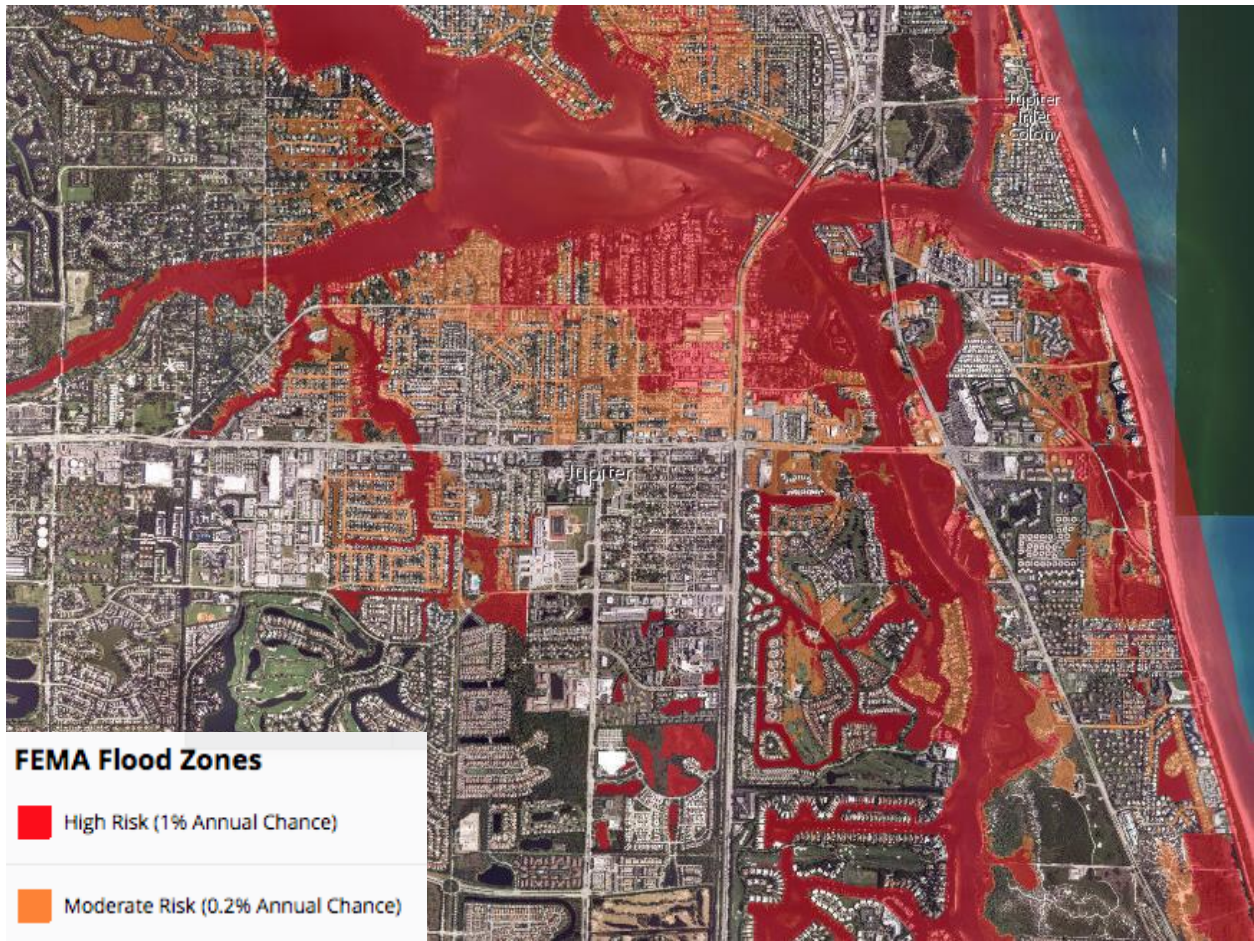 Jupiter
Inlet
Colony
Jupiter
FEMA Flood Zones
High Risk (1% Annual Chance)
Moderate Risk (0.2% Annual Chance)